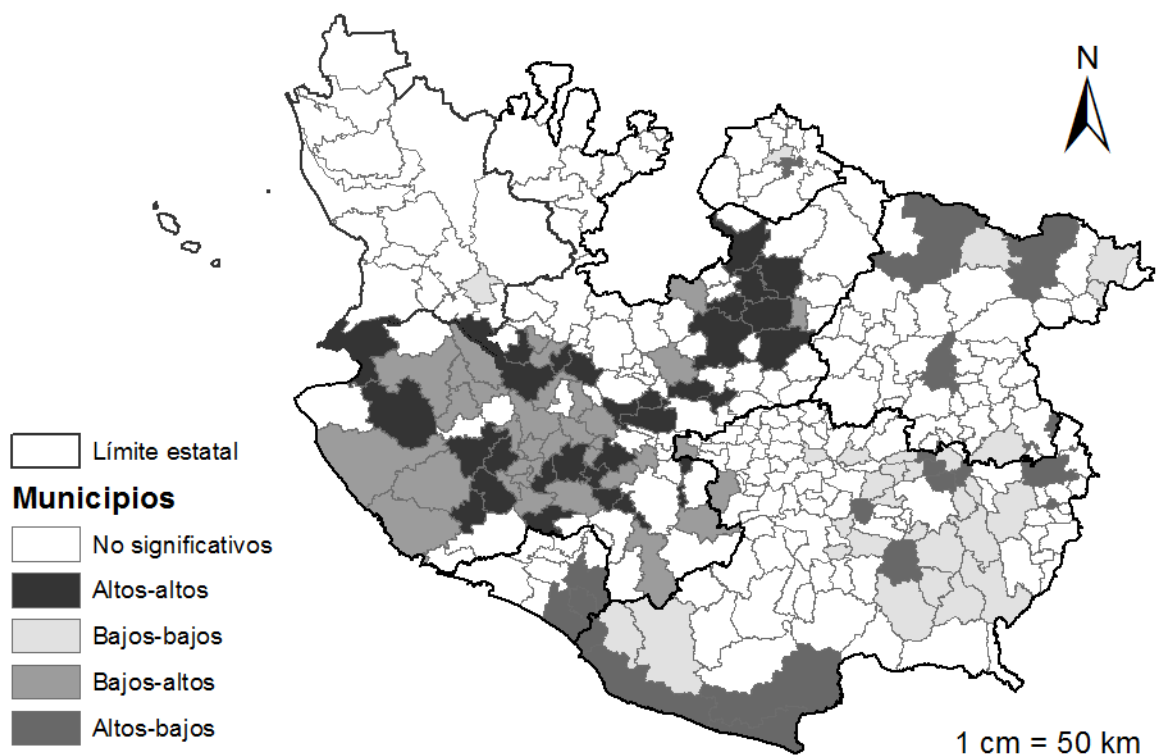 N
Límite estatal
Municipios
No significativos
Altos-altos
Bajos-bajos
Bajos-altos
Altos-bajos
1 cm = 50 km